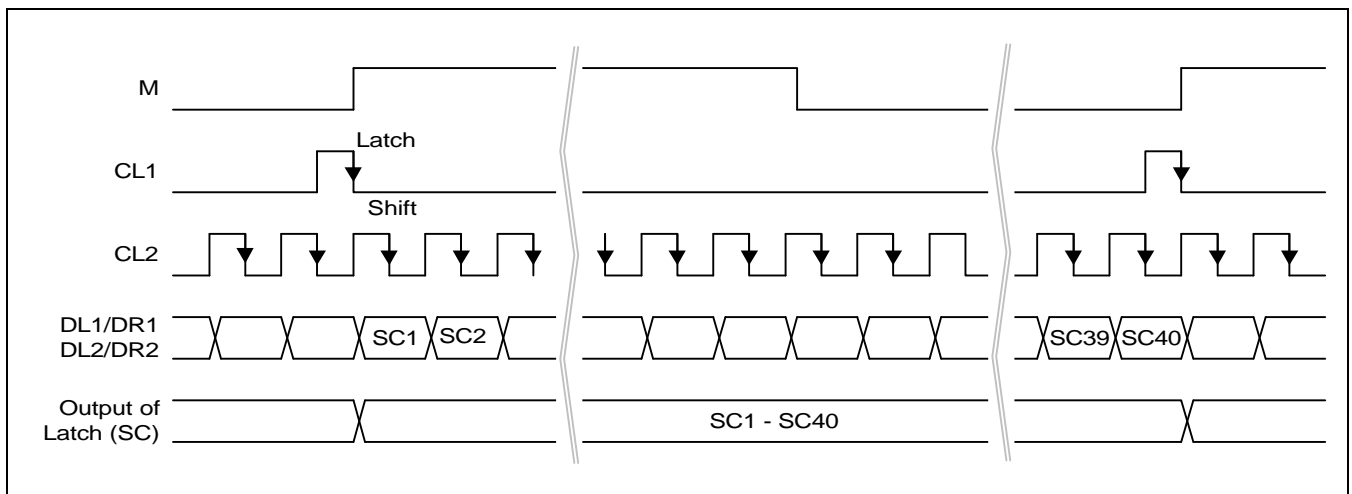 M
Latch
CL1
Shift
CL2
DL1/DR1
DL2/DR2
SC1
SC2
SC39
SC40
Output of
Latch (SC)
SC1 - SC40